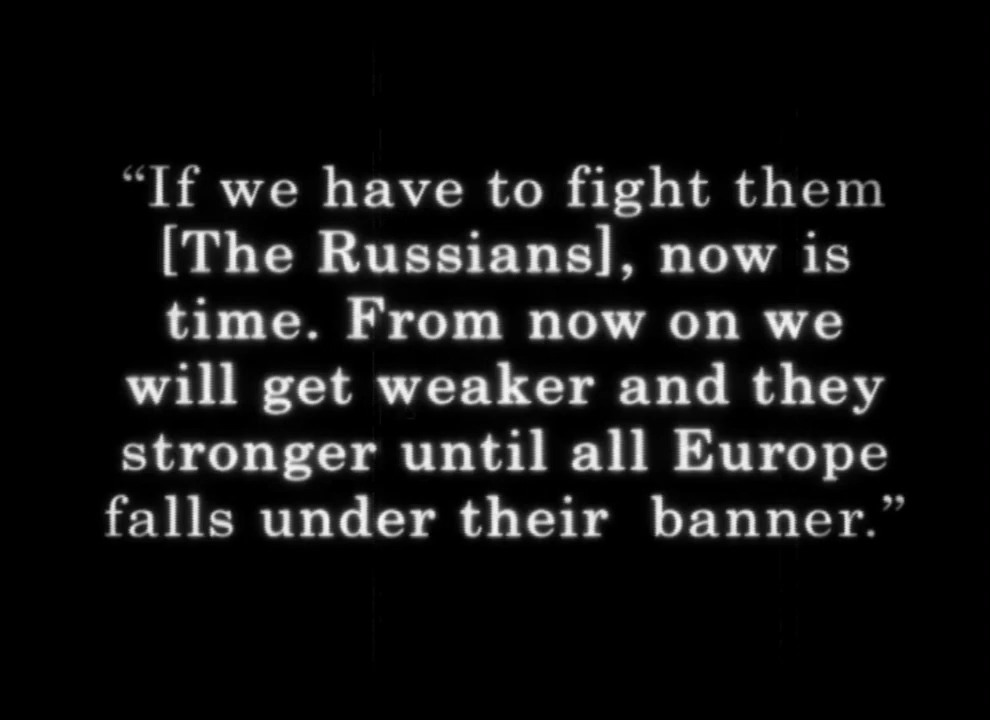 “If we have to fight them
[The Russians], now is
time. From now on we
will get weaker and they
stronger until all Europe
falls under their banner.”